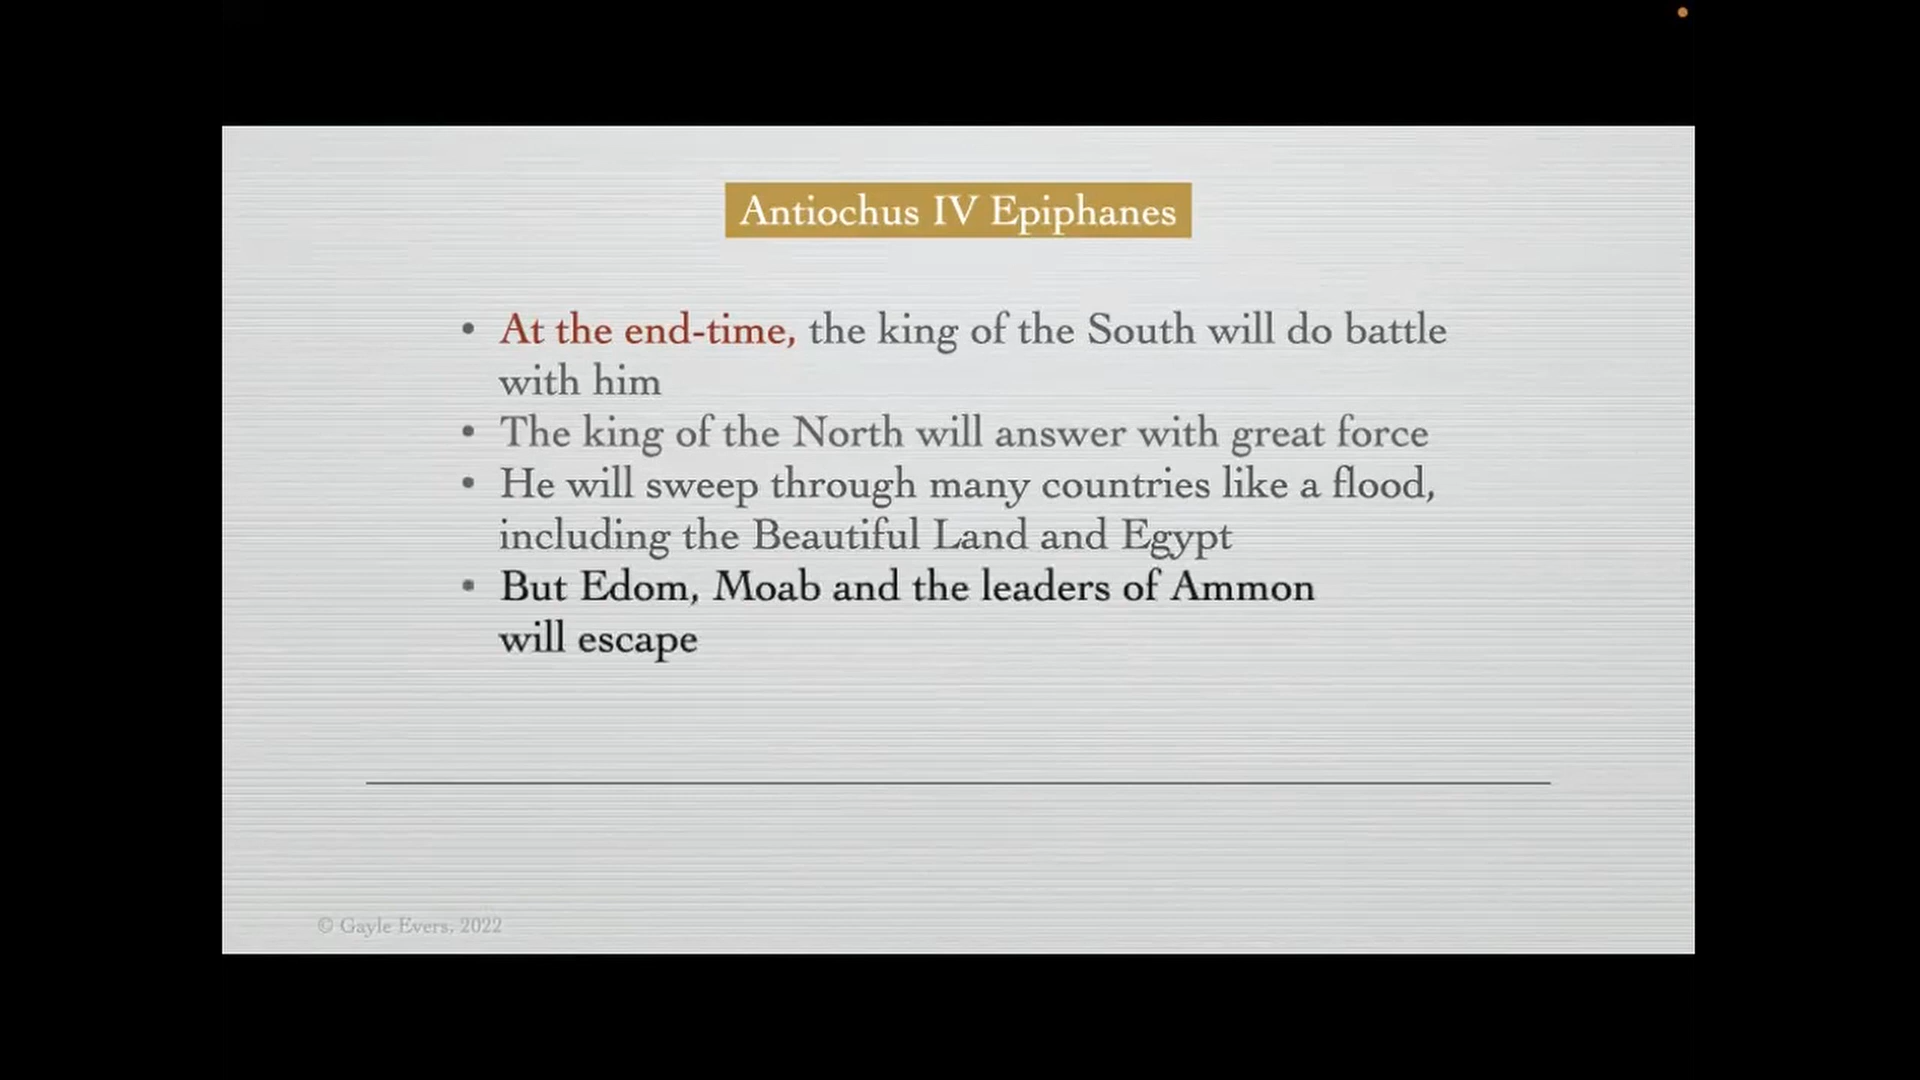 Antiochus IV Epiphanes
• At the end-time, the king of the South will do battle
with him
• The king of the North will answer with great force
• He will sweep through many countries like a flood,
including the Beautiful Land and Egypt
• But Edom, Moab and the leaders of Ammon
will escape
© Gayle Evers, 2022